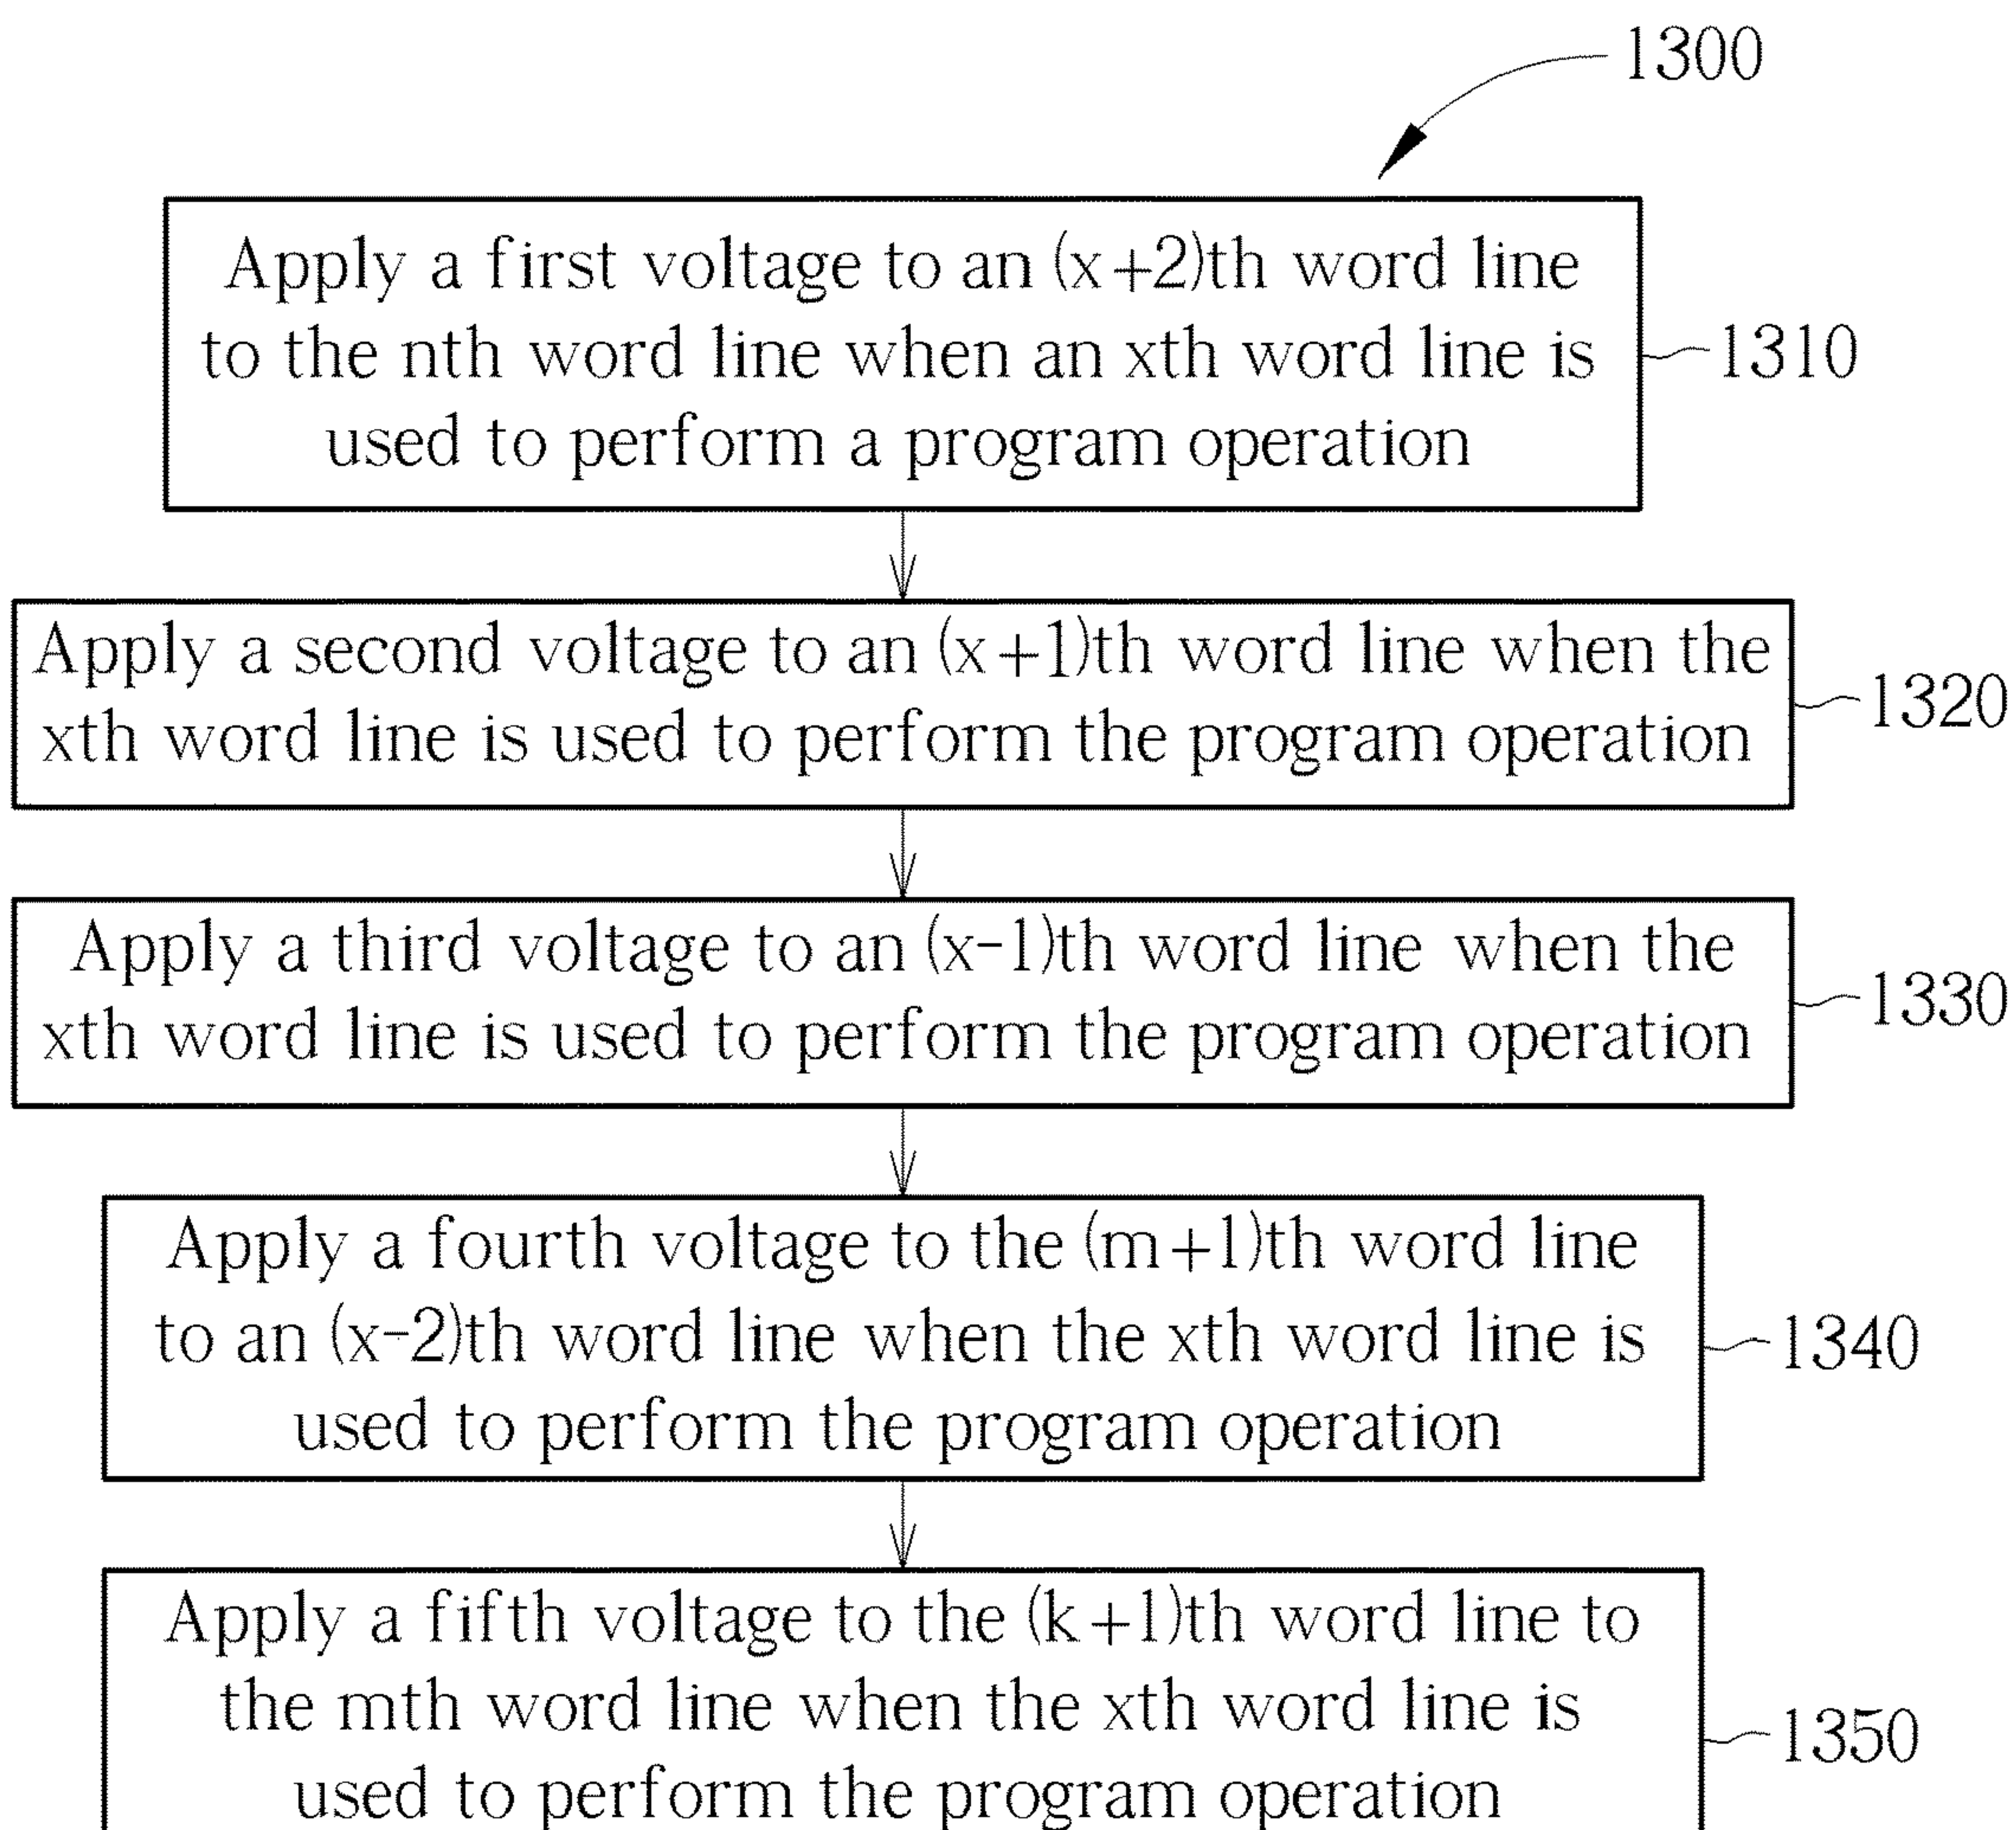 1300
Apply a first voltage to an (x+2)th word line
to the nth word line when an xth word line is
used to perform a program operation
1310
Apply a second voltage to an (x+1)th word line when the
xth word line is used to perform the program operation
1320
Apply a third voltage to an (x-1)th word line when the
xth word line is used to perform the program operation
1330
Apply a fourth voltage to the (m+1)th word line
to an (x-2)th word line when the xth word line is
used to perform the program operation
1340
Apply a fifth voltage to the (k+1)th word line to
the mth word line when the xth word line is
used to perform the program operation
1350